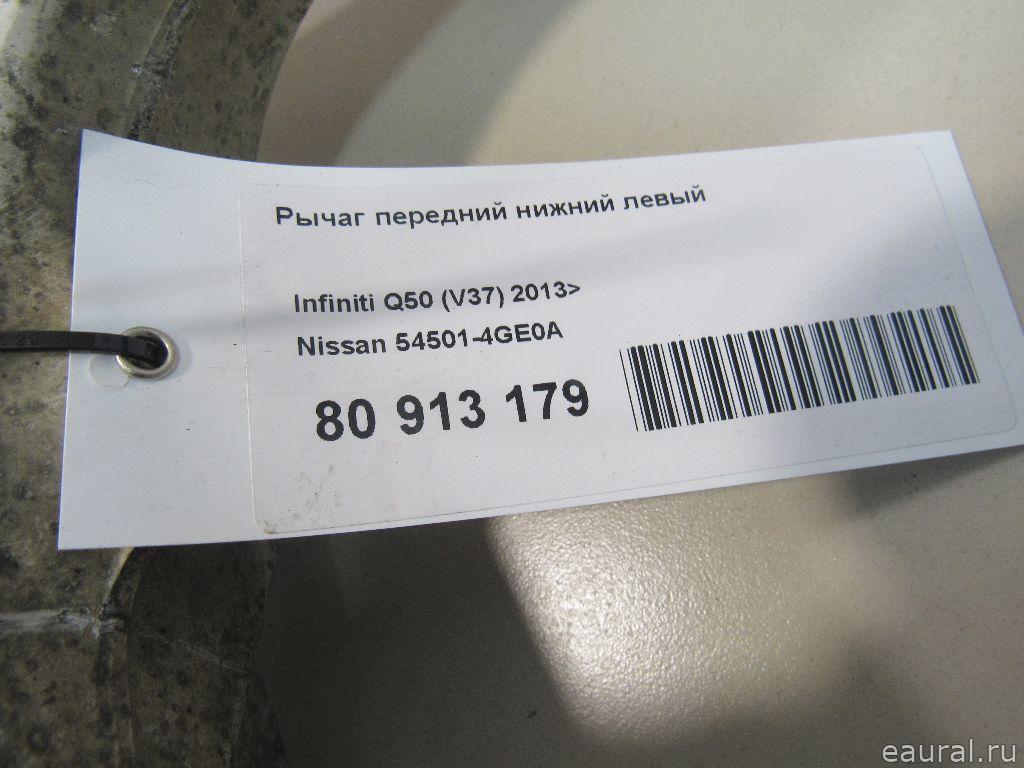 Рычаг передний нижний левый
Infiniti Q50 (V37) 2013>
Nissan 54501-4GE0A
80 913 179
eaural.ru